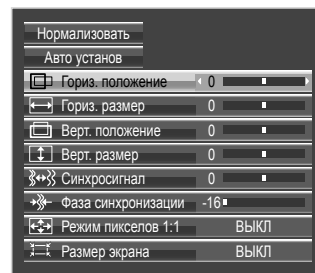 Нормализовать
Авто установ
Гориз. положение 0
Гориз. размер 0
Верт. положение 0
Верт. размер 0
Синхросигнал 0
Фаза синхронизации -16
Режим пикселов 1:1 ВЫКЛ
Размер экрана ВЫКЛ